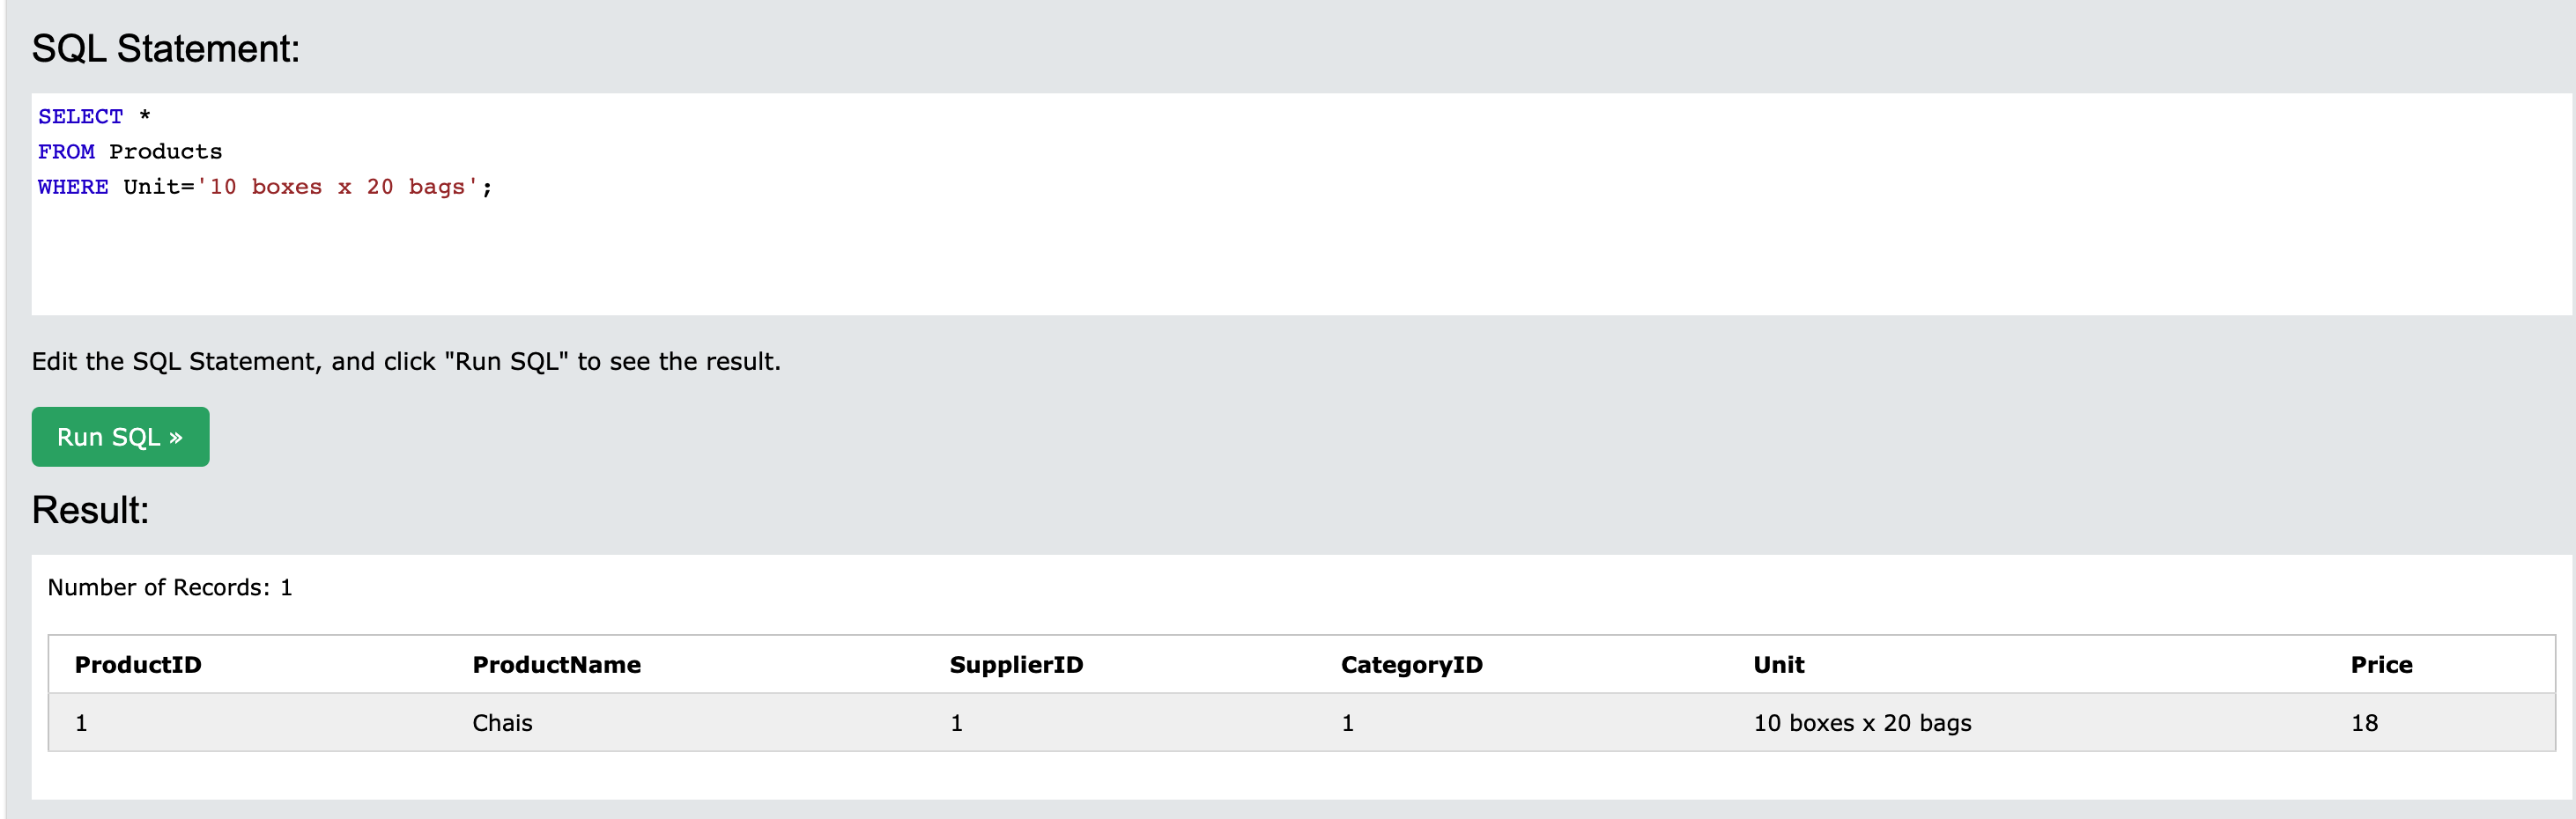 SQL Statement:
SELECT *
FROM Products
WHERE Unit='10 boxes x 20 bags';
Edit the SQL Statement, and click "Run SQL" to see the result.
Run SQL »
Result:
Number of Records: 1
ProductID ProductName SupplierID CategoryID Unit Price
1 Chais 1 1 10 boxes x 20 bags 18